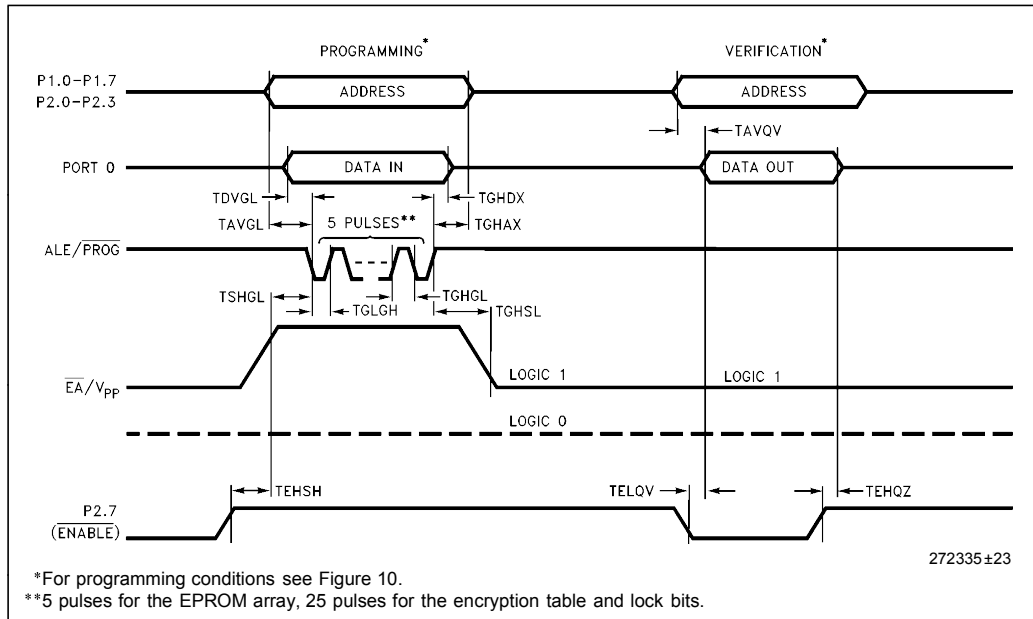 PROGRAMMING*
VERIFICATION*
P1.0–P1.7
P2.0–P2.3
ADDRESS
ADDRESS
TAVQV
PORT 0
DATA IN
DATA OUT
TDVGL
TGHDX
TAVGL
5 PULSES**
TGHAX
ALE/PROG
TSHGL
TGHGL
TGLGH
TGHSL
EA/VPP
LOGIC 1
LOGIC 1
LOGIC 0
TEHSH
TELQV
TEHQZ
P2.7
(ENABLE)
272335±23
*For programming conditions see Figure 10.
**5 pulses for the EPROM array, 25 pulses for the encryption table and lock bits.